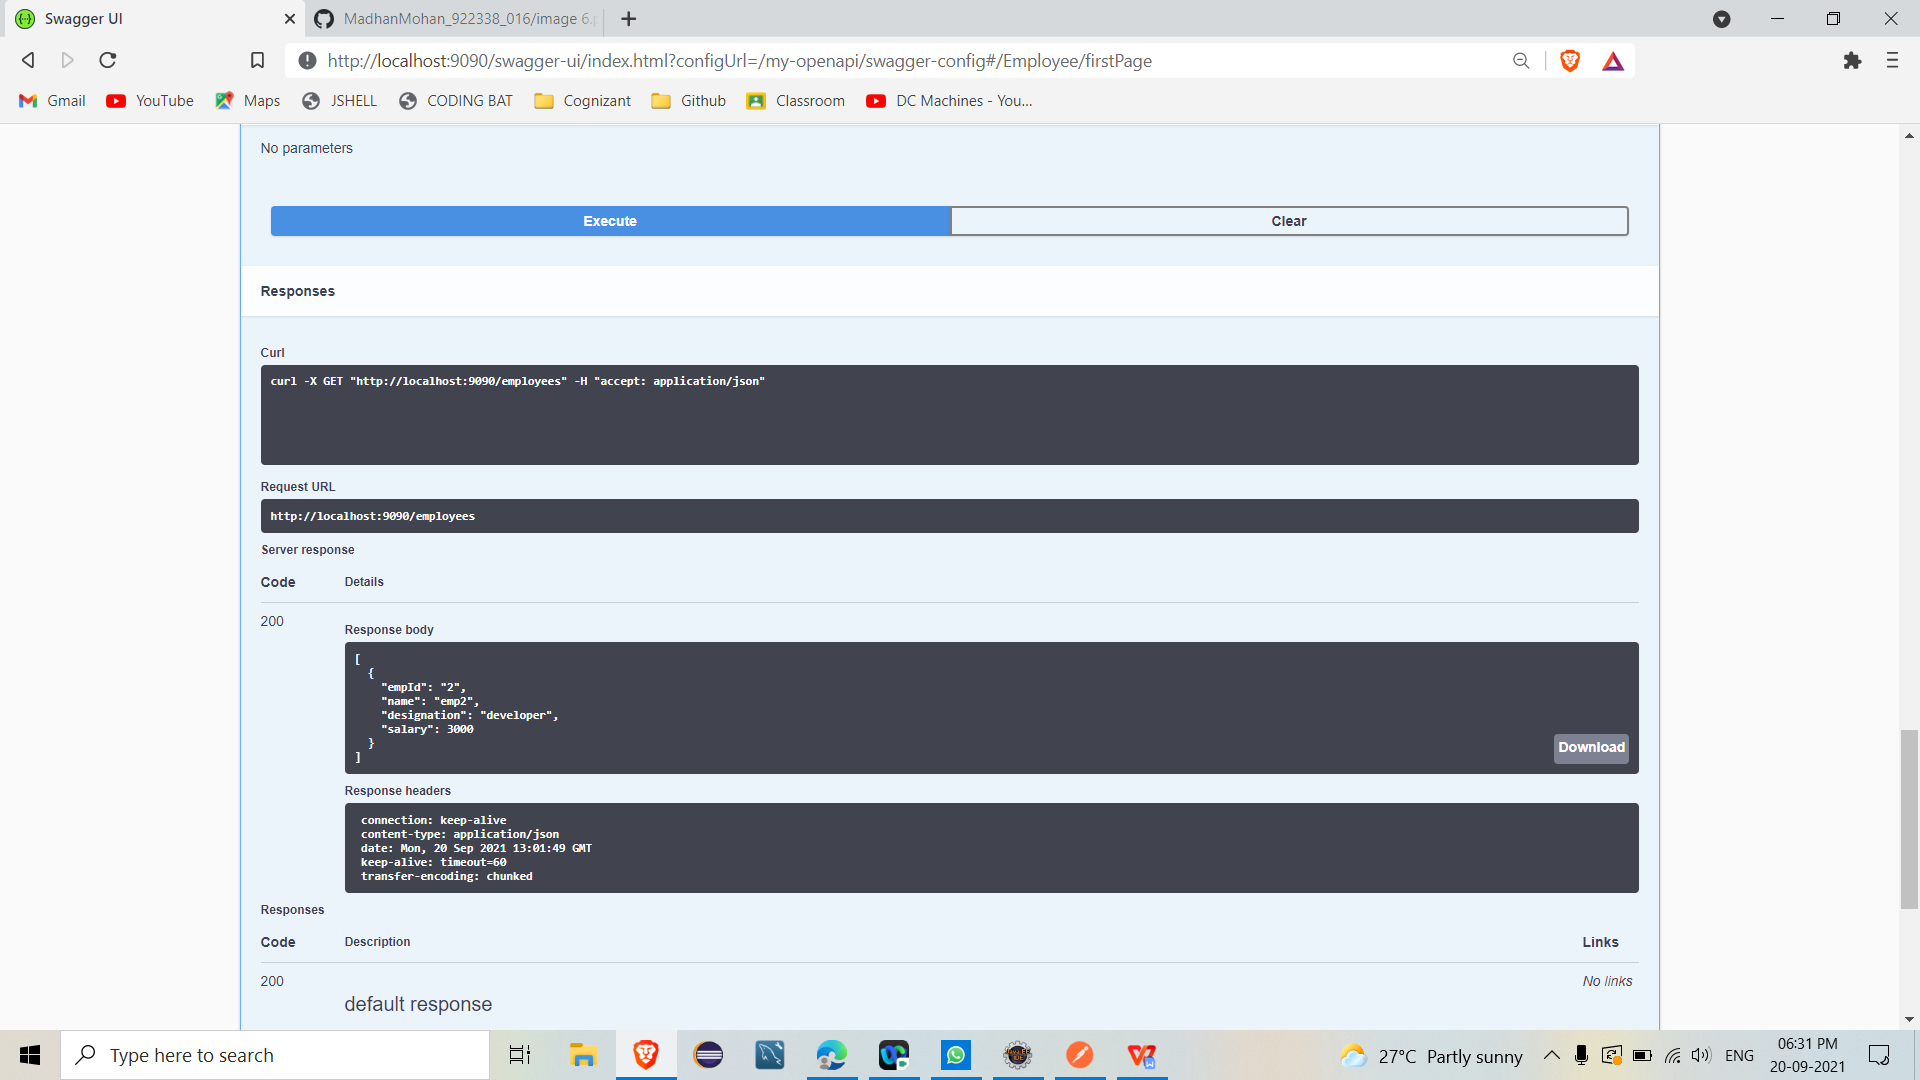 Swagger UI
MadhanMohan_922338_016/image 6.
http://localhost:9090/swagger-ui/index.html?configUrl=/my-openapi/swagger-config#/Employee/firstPage
Gmail YouTube Maps JSHELL CODING BAT Cognizant Github Classroom DC Machines - You...
No parameters
Execute Clear
Responses
Curl
curl -X GET "http://localhost:9090/employees" -H "accept: application/json"
Request URL
http://localhost:9090/employees
Server response
Code Details
200
Response body
[
{
"empId": "2",
"name": "emp2",
"designation": "developer",
"salary": 3000
}
]
Download
Response headers
connection: keep-alive
content-type: application/json
date: Mon, 20 Sep 2021 13:01:49 GMT
keep-alive: timeout=60
transfer-encoding: chunked
Responses
Code Description Links
200 No links
default response
Type here to search
27°C Partly sunny
ENG
06:31 PM
20-09-2021